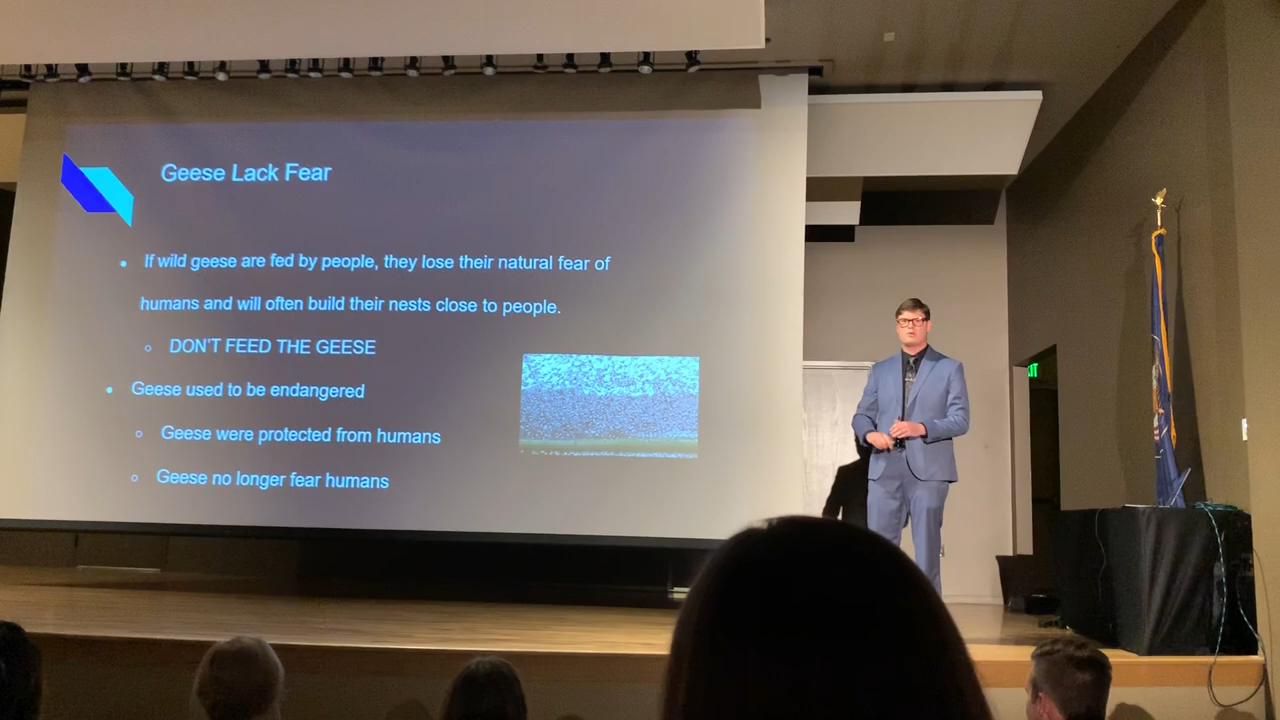 Geese Lack Fear
If wild geese are fed by people, they lose their natural fear of
humans and will often build their nests close to people.
DON'T FEED THE GEESE
Geese used to be endangered
Geese were protected from humans
Geese no longer fear humans